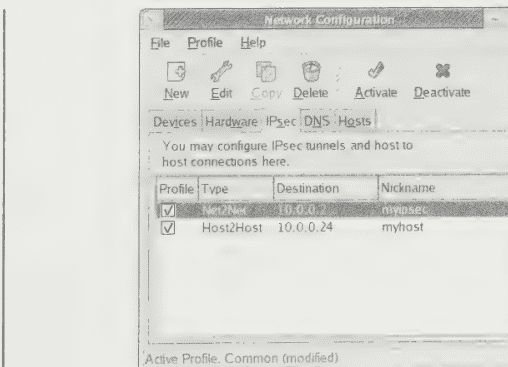 Network Configuration
File Profile Help
New Edit Copy Delete Activate Deactivate
Devices Hardware IPsec DNS Hosts
You may configure IPsec tunnels and host to
host connections here.
Profile Type Destination Nickname
Net2Net 10.0.0.2 myipsec
Host2Host 10.0.0.24 myhost
Active Profile. Common (modified)